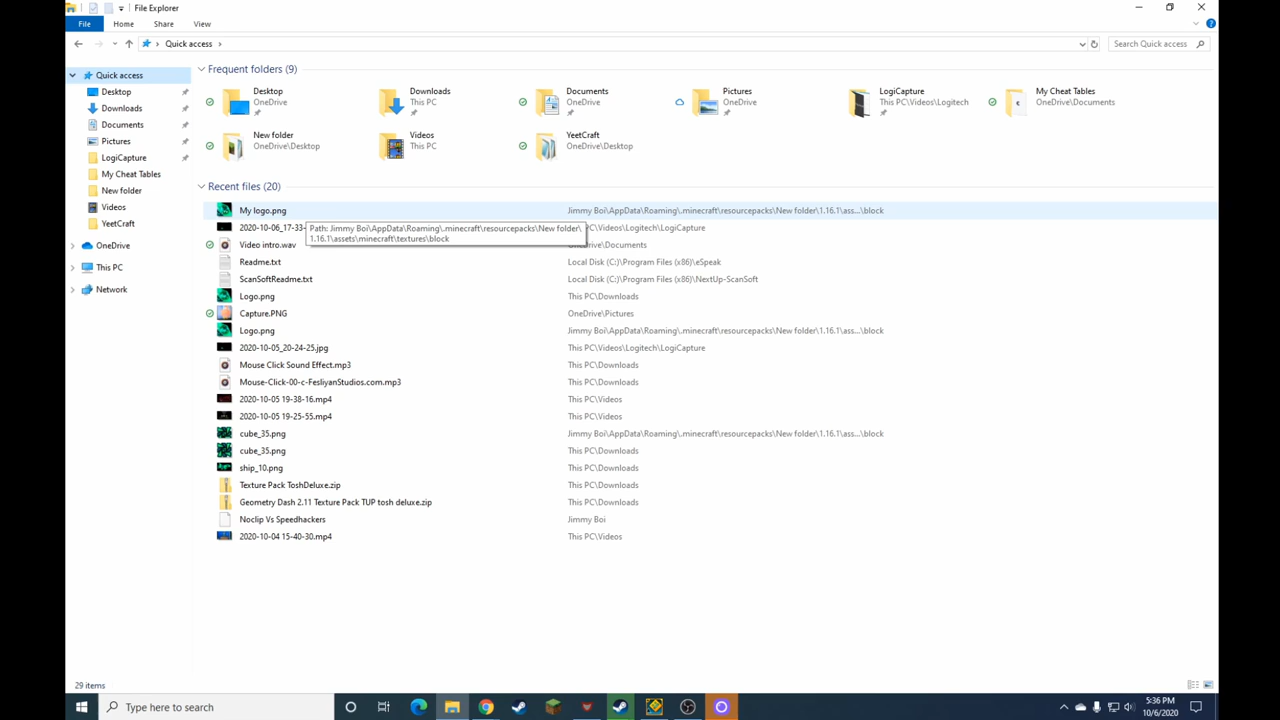 File Explorer
File Home Share View
Quick access
Search Quick access
Quick access
Desktop
Downloads
Documents
Pictures
LogiCapture
My Cheat Tables
New folder
Videos
YeetCraft
OneDrive
This PC
Network
Frequent folders (9)
Desktop
OneDrive
Downloads
This PC
Documents
OneDrive
Pictures
OneDrive
LogiCapture
This PC\Videos\Logitech
My Cheat Tables
OneDrive\Documents
New folder
OneDrive\Desktop
Videos
This PC
YeetCraft
OneDrive\Desktop
Recent files (20)
My logo.png Jimmy Boi\AppData\Roaming\.minecraft\resourcepacks\New folder\1.16.1\ass...\block
2020-10-06_17-33- PC\Videos\Logitech\LogiCapture
Path: Jimmy Boi\AppData\Roaming\.minecraft\resourcepacks\New folder\
1.16.1\assets\minecraft\textures\block
Video intro.wav OneDrive\Documents
Readme.txt Local Disk (C:)\Program Files (x86)\eSpeak
ScanSoftReadme.txt Local Disk (C:)\Program Files (x86)\NextUp-ScanSoft
Logo.png This PC\Downloads
Capture.PNG OneDrive\Pictures
Logo.png Jimmy Boi\AppData\Roaming\.minecraft\resourcepacks\New folder\1.16.1\ass...\block
2020-10-05_20-24-25.jpg This PC\Videos\Logitech\LogiCapture
Mouse Click Sound Effect.mp3 This PC\Downloads
Mouse-Click-00-c-FesliyanStudios.com.mp3 This PC\Downloads
2020-10-05 19-38-16.mp4 This PC\Videos
2020-10-05 19-25-55.mp4 This PC\Videos
cube_35.png Jimmy Boi\AppData\Roaming\.minecraft\resourcepacks\New folder\1.16.1\ass...\block
cube_35.png This PC\Downloads
ship_10.png This PC\Downloads
Texture Pack ToshDeluxe.zip This PC\Downloads
Geometry Dash 2.11 Texture Pack TUP tosh deluxe.zip This PC\Downloads
Noclip Vs Speedhackers Jimmy Boi
2020-10-04 15-40-30.mp4 This PC\Videos
29 items
Type here to search
5:36 PM
10/6/2020